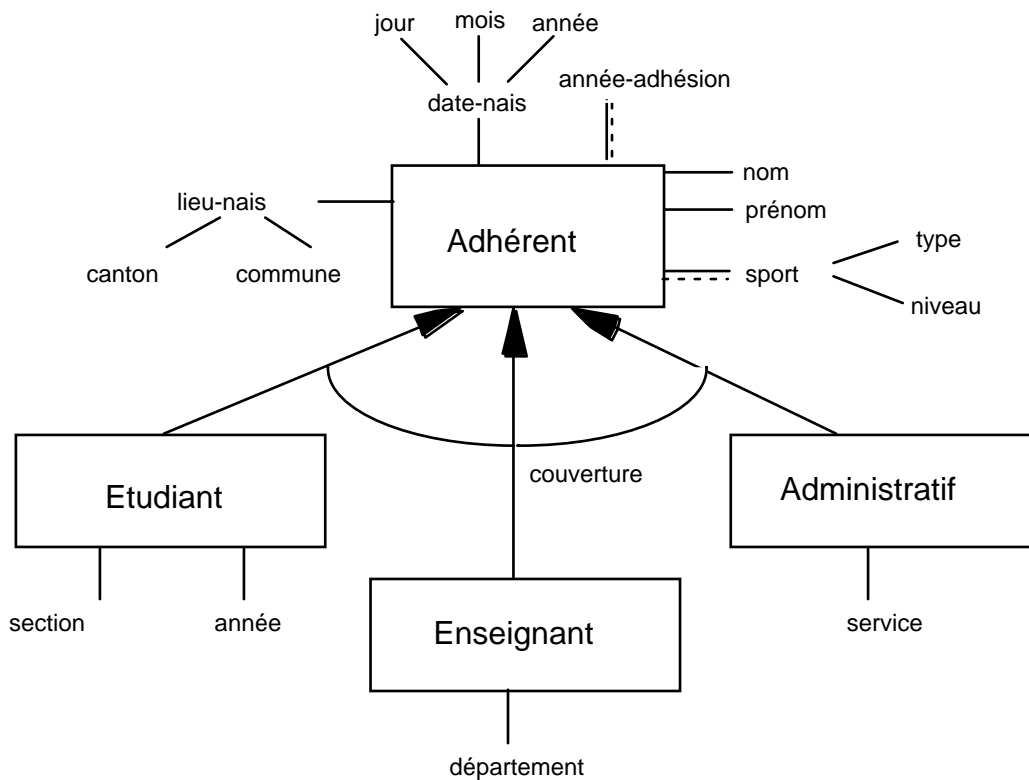 jour mois année
année-adhésion
date-nais
nom
lieu-nais
prénom
Adhérent
type
canton commune
sport
niveau
couverture
Etudiant
Administratif
section année
Enseignant
service
département